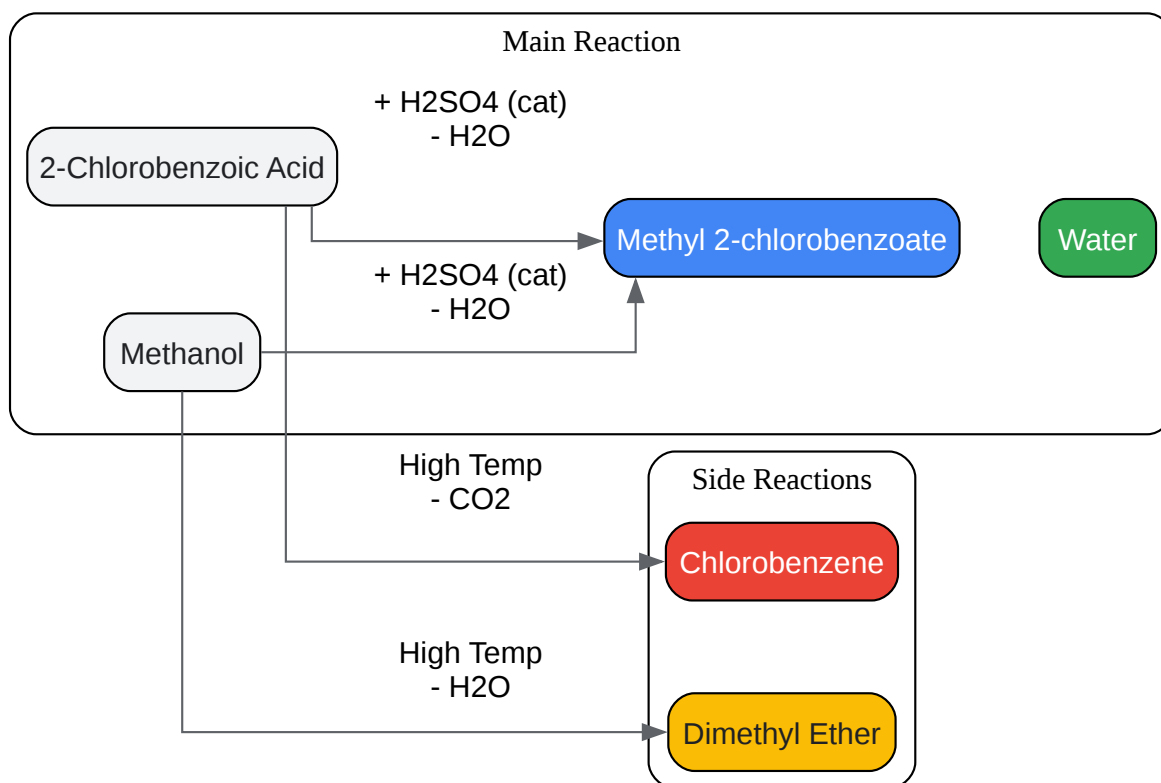 Main Reaction
+ H2SO4 (cat)
- H2O
2-Chlorobenzoic Acid
Methyl 2-chlorobenzoate
Water
+ H2SO4 (cat)
- H2O
Methanol
High Temp
- CO2
Side Reactions
Chlorobenzene
High Temp
- H2O
Dimethyl Ether